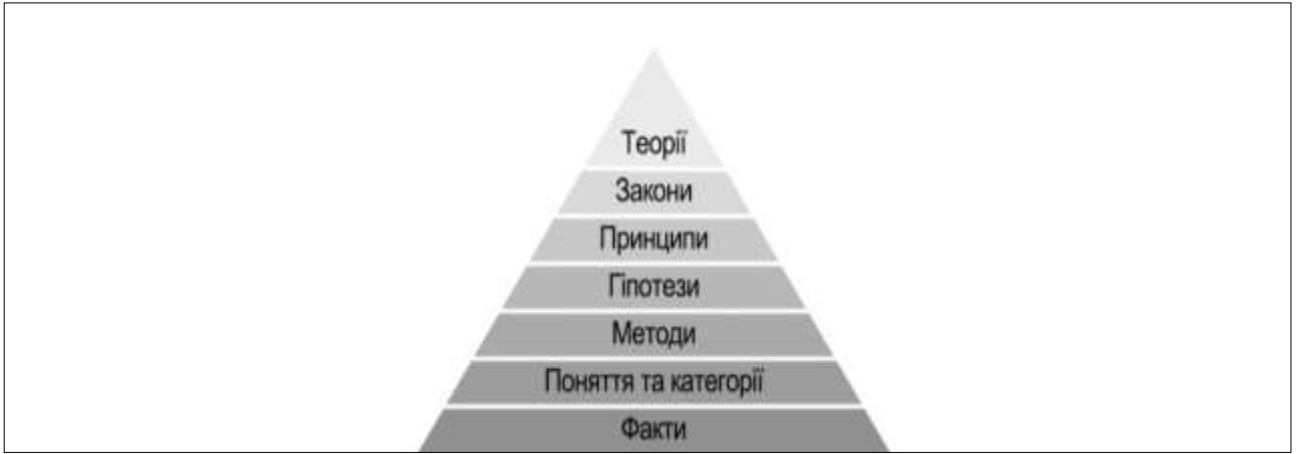 Теорії
Закони
Принципи
Гіпотези
Методи
Поняття та категорії
Факти